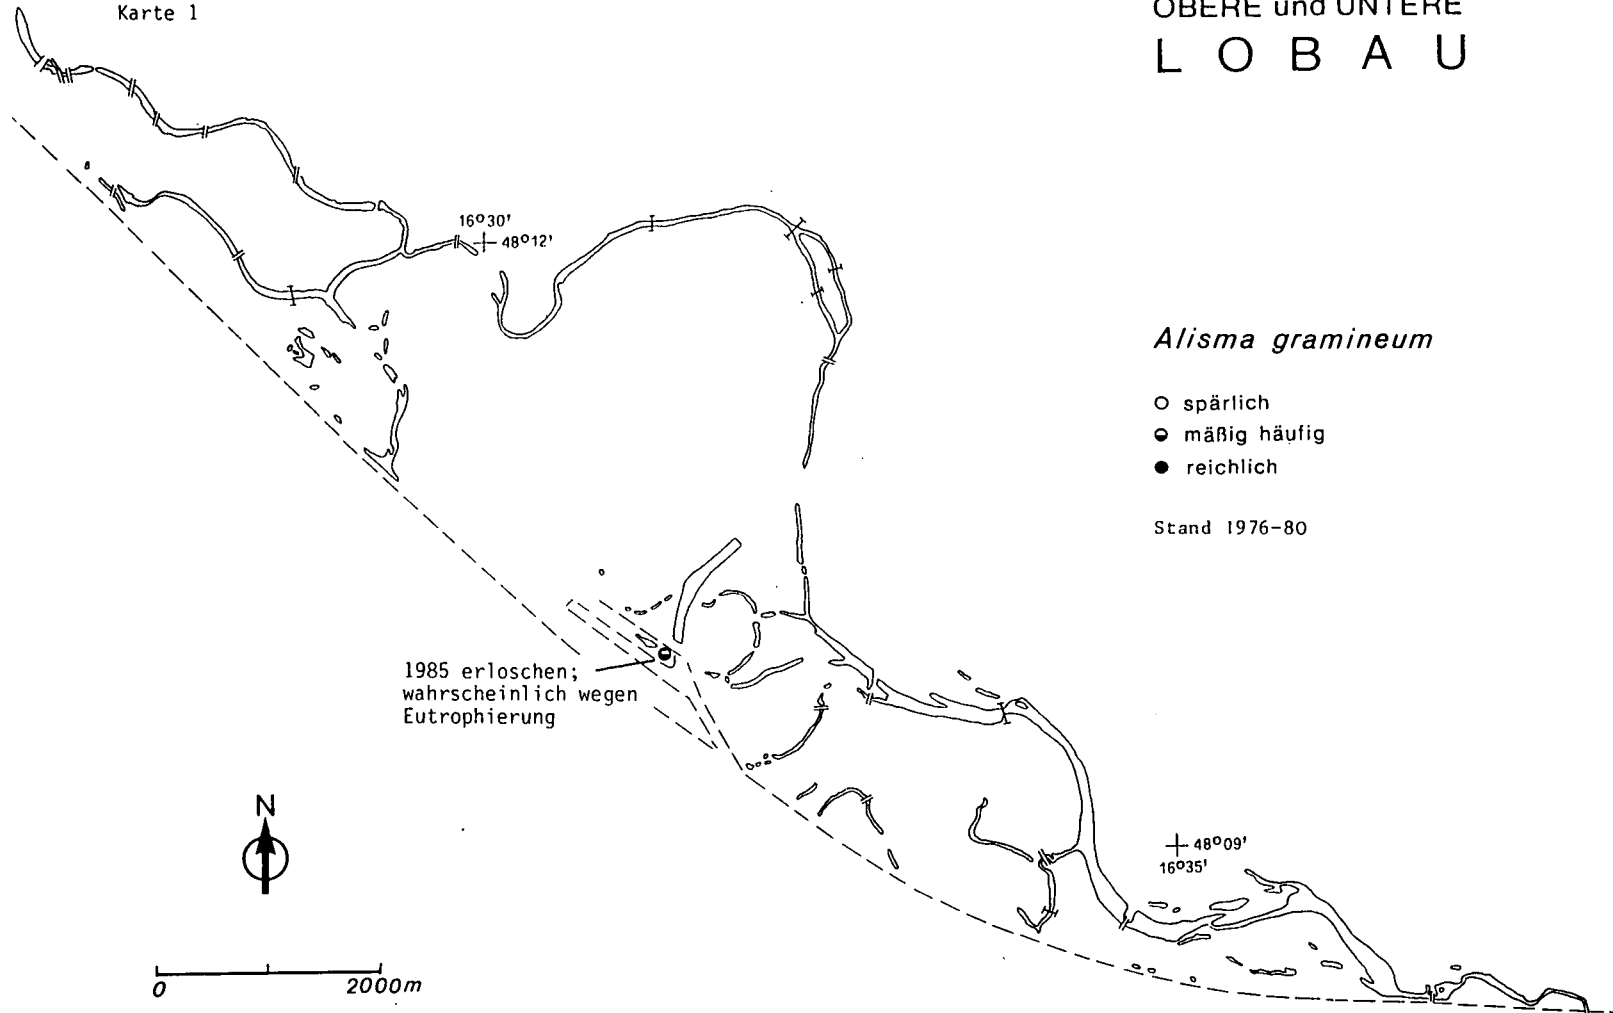 Karte 1
OBERE und UNTERE
LOBAU
16°30'
48°12'
Alisma gramineum
spärlich
mäßig häufig
reichlich
Stand 1976-80
1985 erloschen;
wahrscheinlich wegen
Eutrophierung
N
48°09'
16°35'
0 2000m